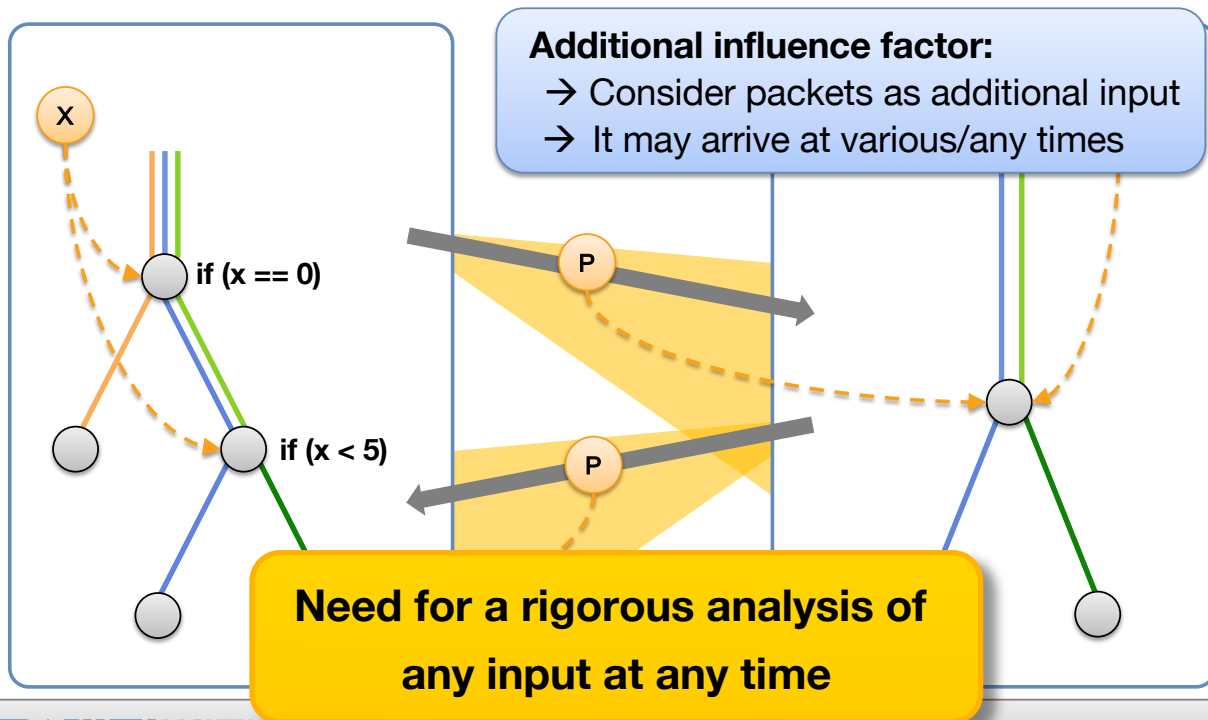 Additional influence factor:
→ Consider packets as additional input
→ It may arrive at various/any times
X
if (x == 0)
P
if (x < 5)
P
Need for a rigorous analysis of
any input at any time